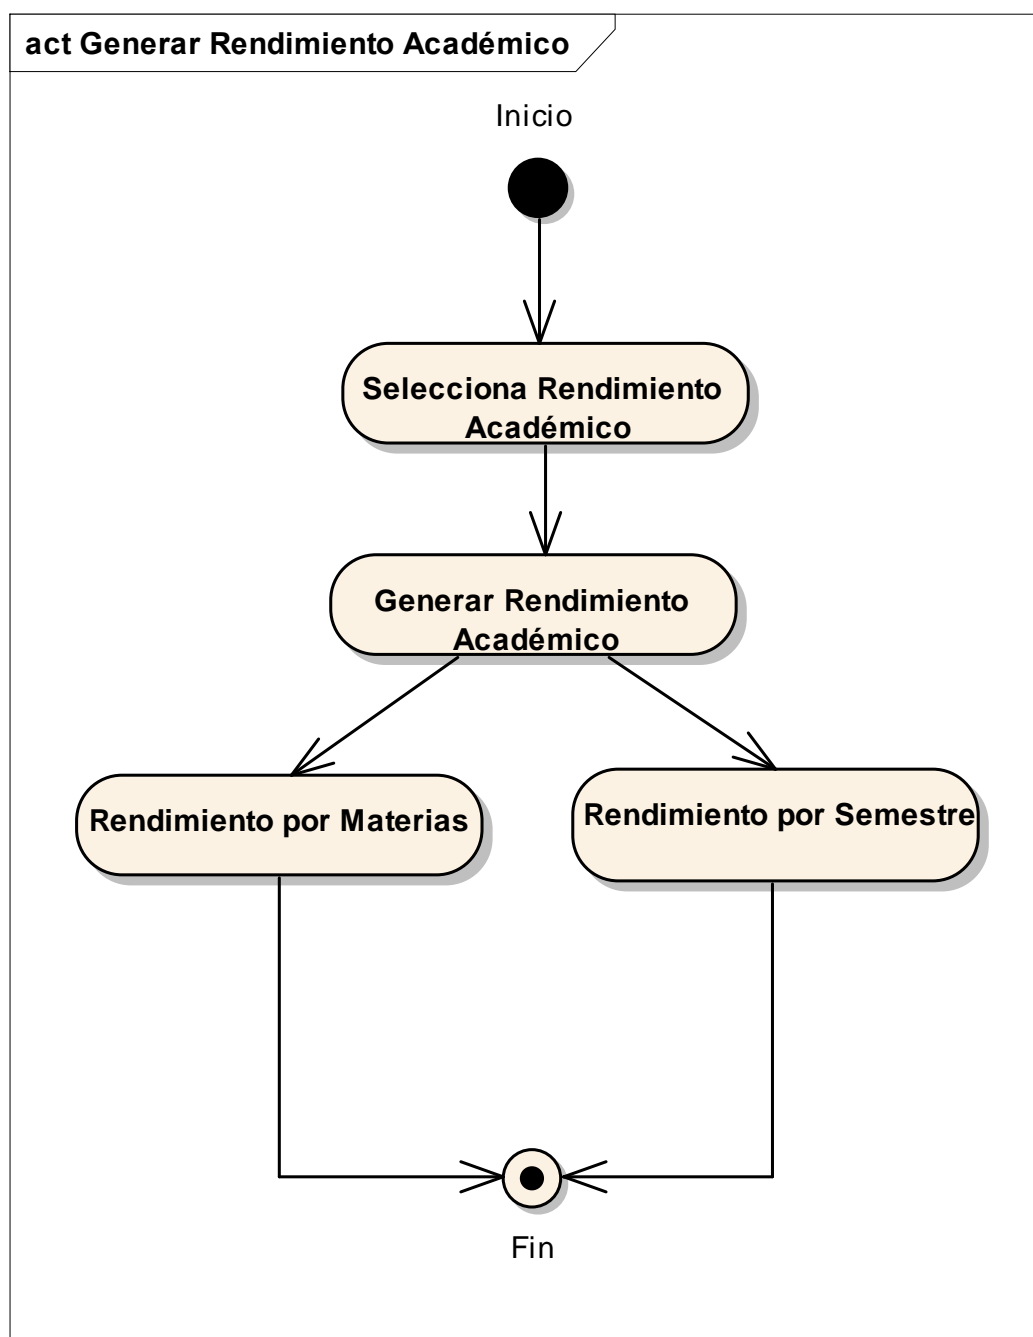 act Generar Rendimiento Académico
Inicio
Selecciona Rendimiento
Académico
Generar Rendimiento
Académico
Rendimiento por Materias
Rendimiento por Semestre
Fin